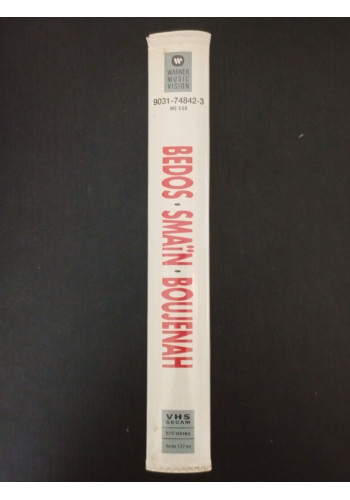 WARNER
MUSIC
VISION
9031-74842-3
BEDOS • SMAÏN • BOUJENAH
VHS
SECAM